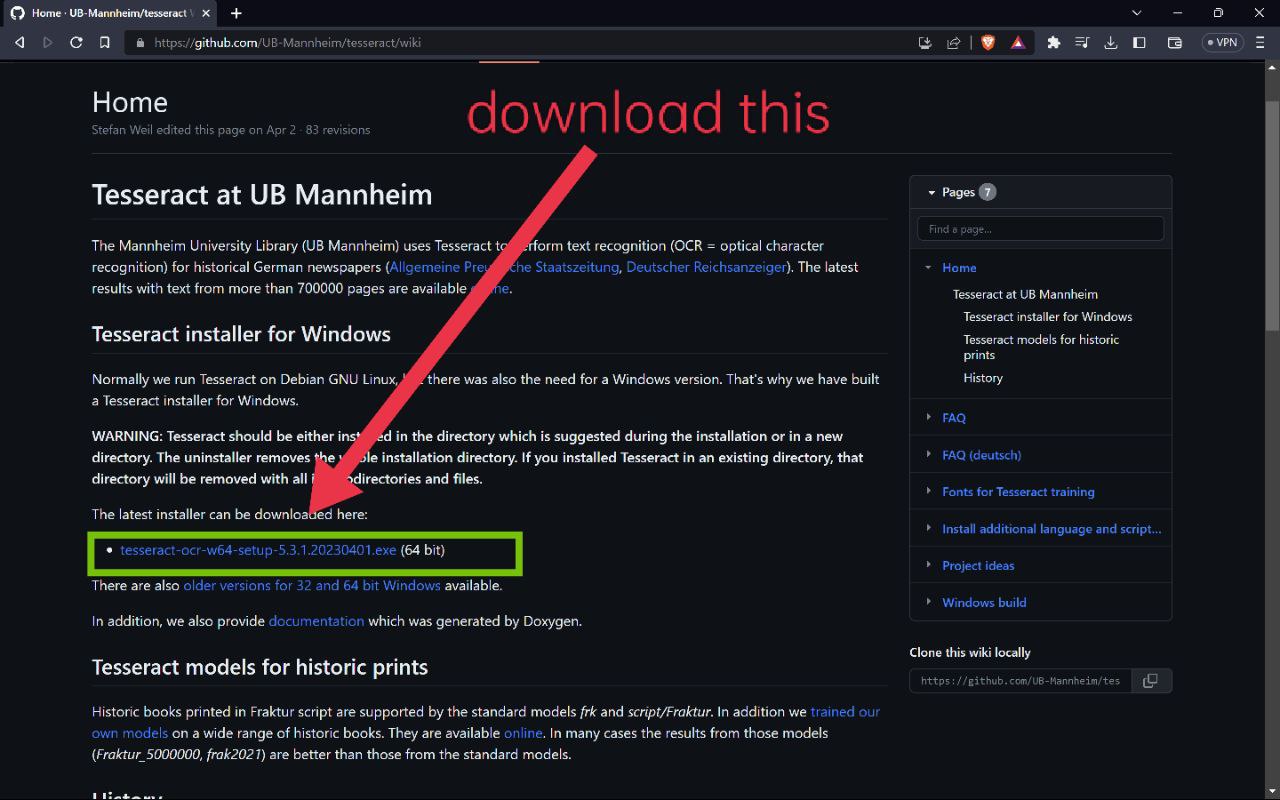 Home · UB-Mannheim/tesseract
https://github.com/UB-Mannheim/tesseract/wiki
VPN
Home
Stefan Weil edited this page on Apr 2 · 83 revisions
download this
Tesseract at UB Mannheim
The Mannheim University Library (UB Mannheim) uses Tesseract to perform text recognition (OCR = optical character
recognition) for historical German newspapers (Allgemeine Preußische Staatszeitung, Deutscher Reichsanzeiger). The latest
results with text from more than 700000 pages are available online.
Tesseract installer for Windows
Normally we run Tesseract on Debian GNU Linux, but there was also the need for a Windows version. That's why we have built
a Tesseract installer for Windows.
WARNING: Tesseract should be either installed in the directory which is suggested during the installation or in a new
directory. The uninstaller removes the whole installation directory. If you installed Tesseract in an existing directory, that
directory will be removed with all its subdirectories and files.
The latest installer can be downloaded here:
• tesseract-ocr-w64-setup-5.3.1.20230401.exe (64 bit)
There are also older versions for 32 and 64 bit Windows available.
In addition, we also provide documentation which was generated by Doxygen.
Tesseract models for historic prints
Historic books printed in Fraktur script are supported by the standard models frk and script/Fraktur. In addition we trained our
own models on a wide range of historic books. They are available online. In many cases the results from those models
(Fraktur_5000000, frak2021) are better than those from the standard models.
History
Pages 7
Find a page...
Home
Tesseract at UB Mannheim
Tesseract installer for Windows
Tesseract models for historic
prints
History
FAQ
FAQ (deutsch)
Fonts for Tesseract training
Install additional language and script...
Project ideas
Windows build
Clone this wiki locally
https://github.com/UB-Mannheim/tes